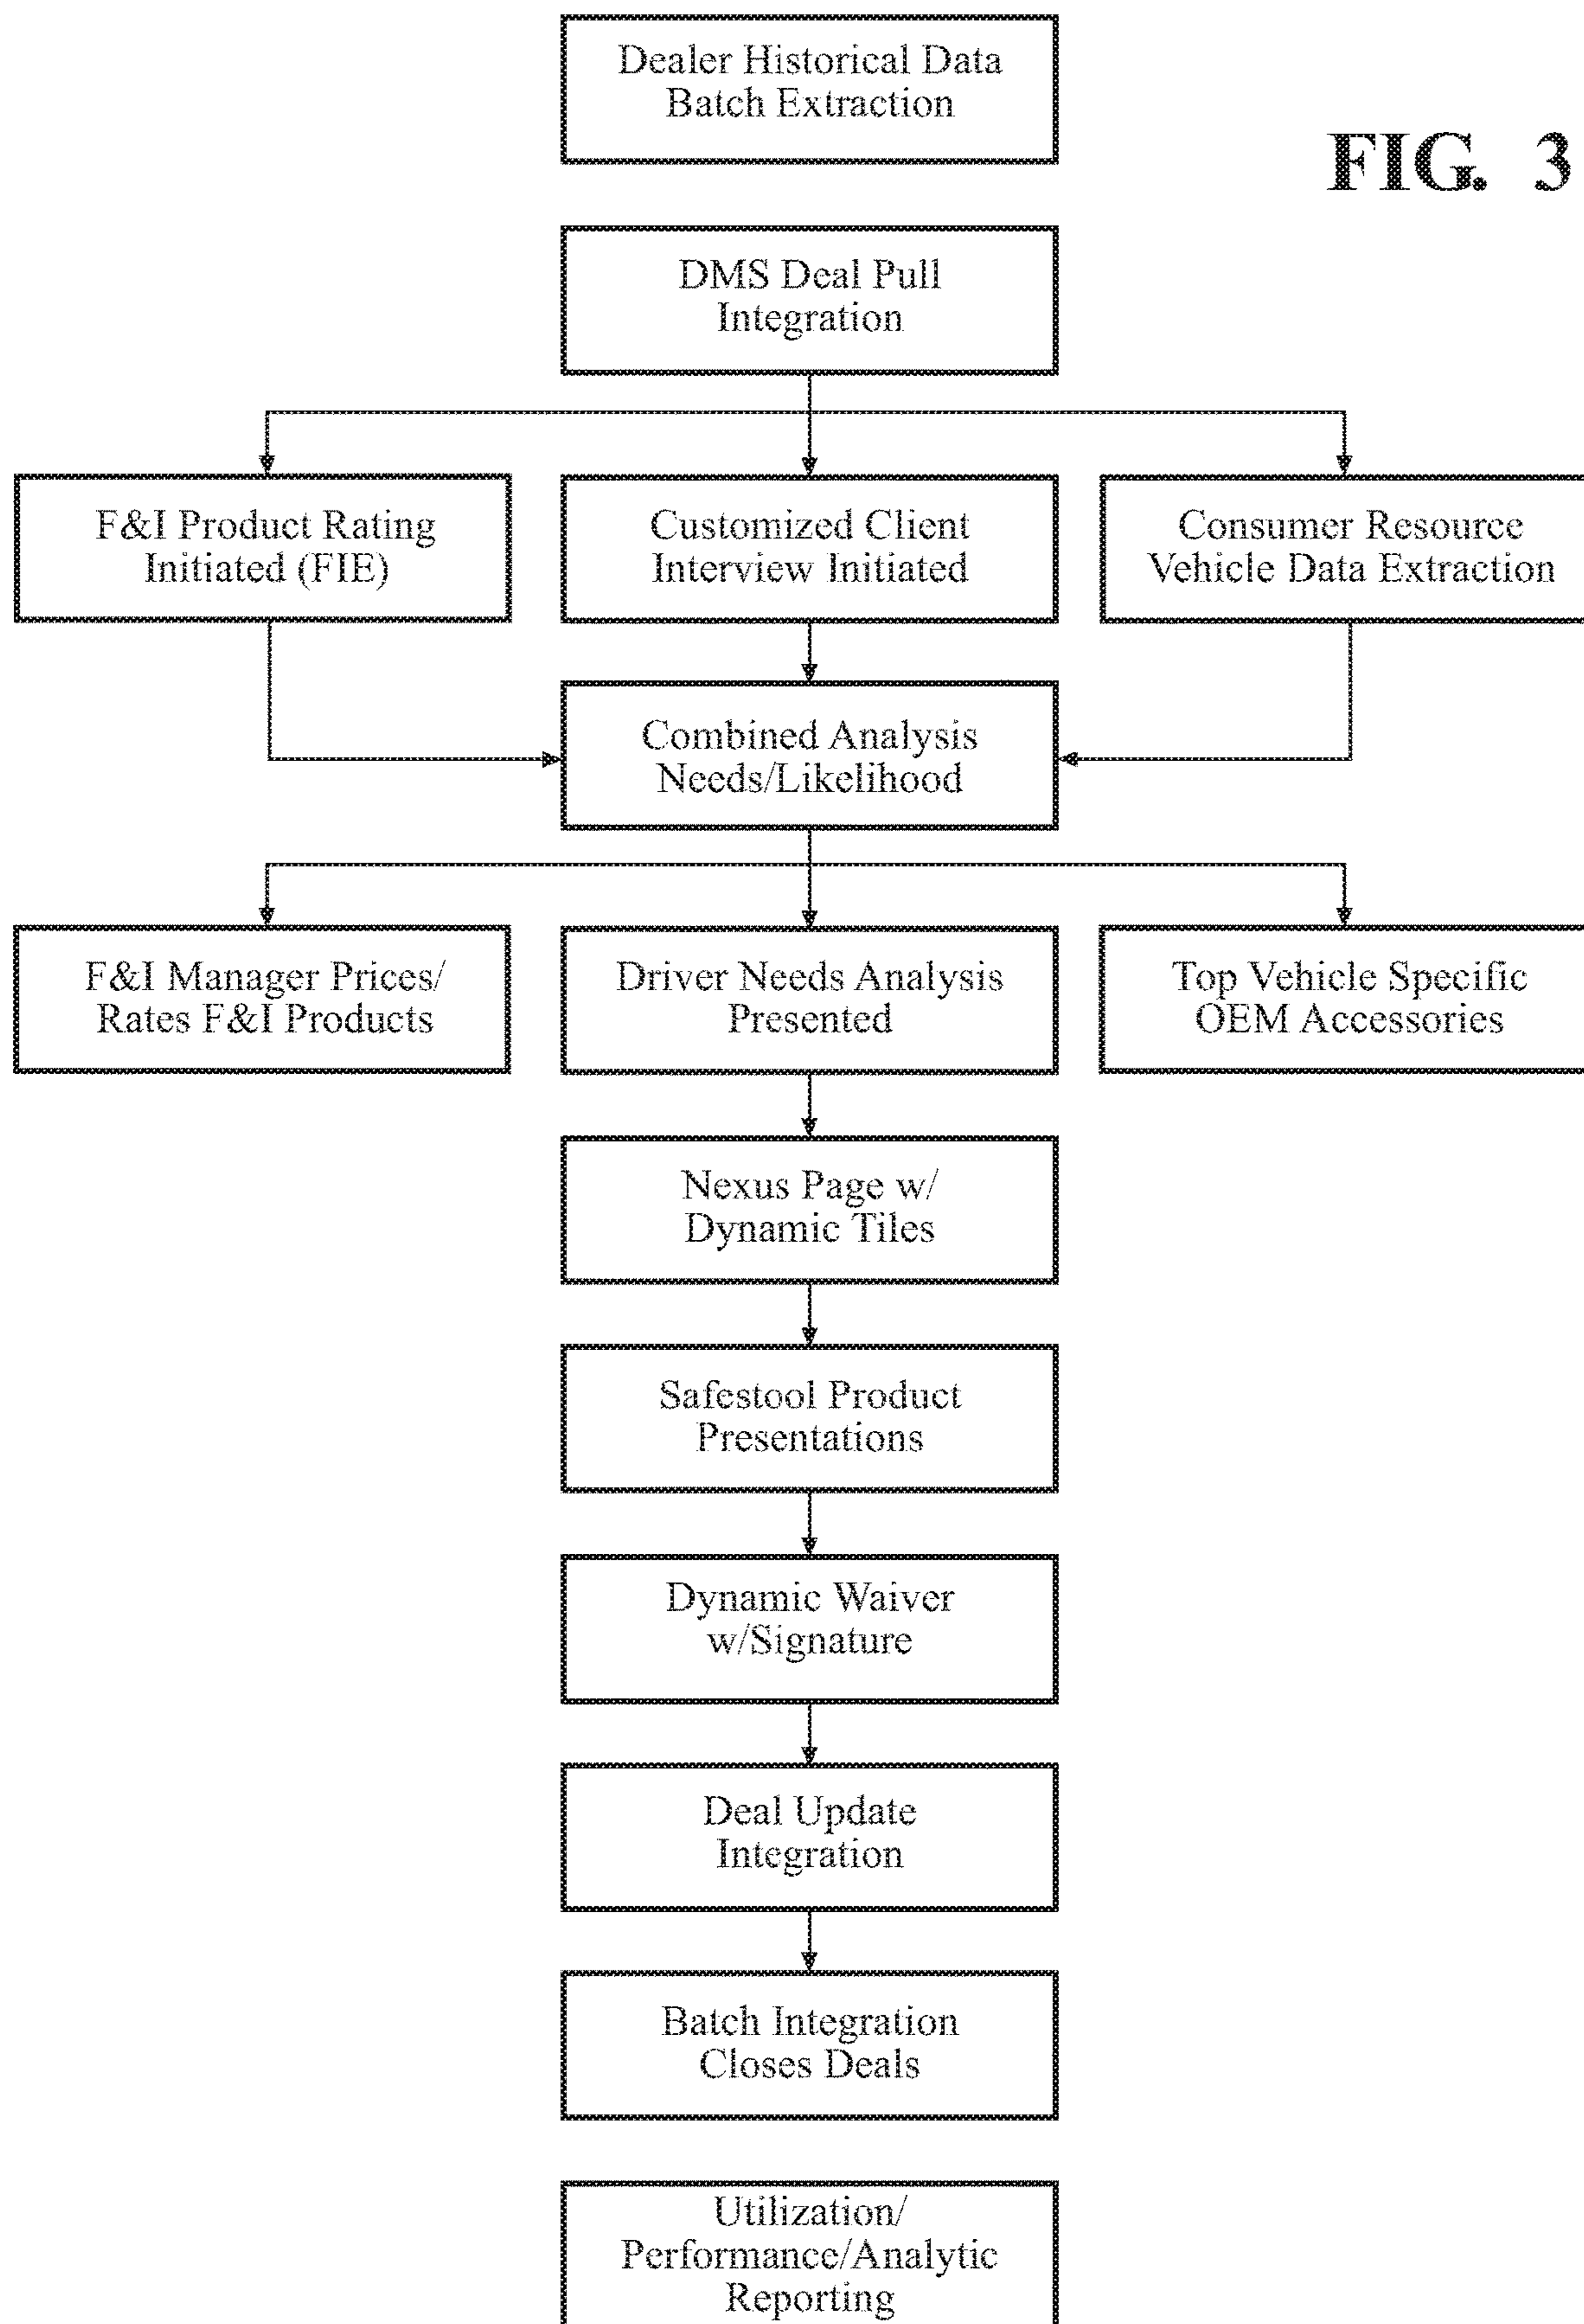 Dealer Historical Data
Batch Extraction
FIG. 3
DMS Deal Pull
Integration
F&I Product Rating
Initiated (FIE)
Customized Client
Interview Initiated
Consumer Resource
Vehicle Data Extraction
Combined Analysis
Needs/Likelihood
F&I Manager Prices/
Rates F&I Products
Driver Needs Analysis
Presented
Top Vehicle Specific
OEM Accessories
Nexus Page w/
Dynamic Tiles
Safestool Product
Presentations
Dynamic Waiver
w/Signature
Deal Update
Integration
Batch Integration
Closes Deals
Utilization/
Performance/Analytic
Reporting